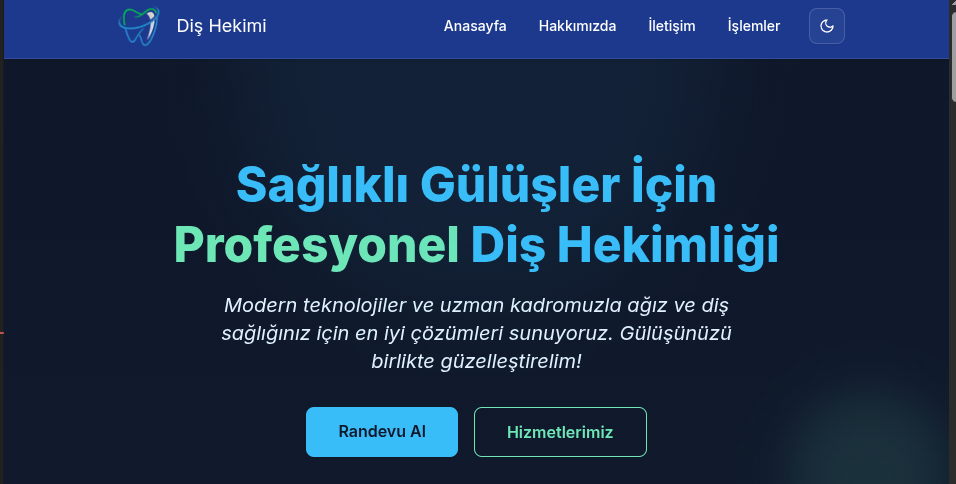 Diş Hekimi
Anasayfa Hakkımızda İletişim İşlemler
Sağlıklı Gülüşler İçin
Profesyonel Diş Hekimliği
Modern teknolojiler ve uzman kadromuzla ağız ve diş
sağlığınız için en iyi çözümleri sunuyoruz. Gülüşünüzü
birlikte güzelleştirelim!
Randevu Al
Hizmetlerimiz